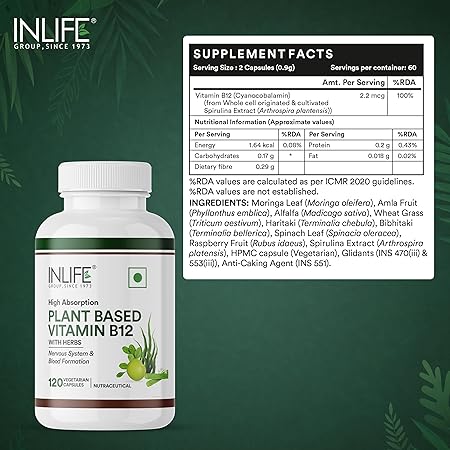 INLIFE®
GROUP, SINCE 1973
SUPPLEMENT FACTS
Serving Size : 2 Capsules (0.9g) Servings per container: 60
Amt. Per Serving %RDA
Vitamin B12 (Cyanocobalamin) 2.2 mcg 100%
(from Whole cell originated & cultivated
Spirulina Extract (Arthrospira plantensis))
Nutritional Information (Approximate values)
Per Serving %RDA Per Serving %RDA
Energy 1.64 kcal 0.08% Protein 0.2 g 0.43%
Carbohydrates 0.17 g * Fat 0.018 g 0.02%
Dietary fibre 0.29 g
%RDA values are calculated as per ICMR 2020 guidelines.
%RDA values are not established.
INGREDIENTS: Moringa Leaf (Moringa oleifera), Amla Fruit
(Phyllanthus emblica), Alfalfa (Madicago sativa), Wheat Grass
(Triticum aestivum), Haritaki (Terminalia chebula), Bibhitaki
(Terminalia bellerica), Spinach Leaf (Spinacia oleracea),
Raspberry Fruit (Rubus idaeus), Spirulina Extract (Arthrospira
platensis), HPMC capsule (Vegetarian), Glidants (INS 470(iii) &
553(iii)), Anti-Caking Agent (INS 551).
INLIFE®
GROUP, SINCE 1973
High Absorption
PLANT BASED
VITAMIN B12
WITH HERBS
Nervous System &
Blood Formation
120 VEGETARIAN CAPSULES | NUTRACEUTICAL